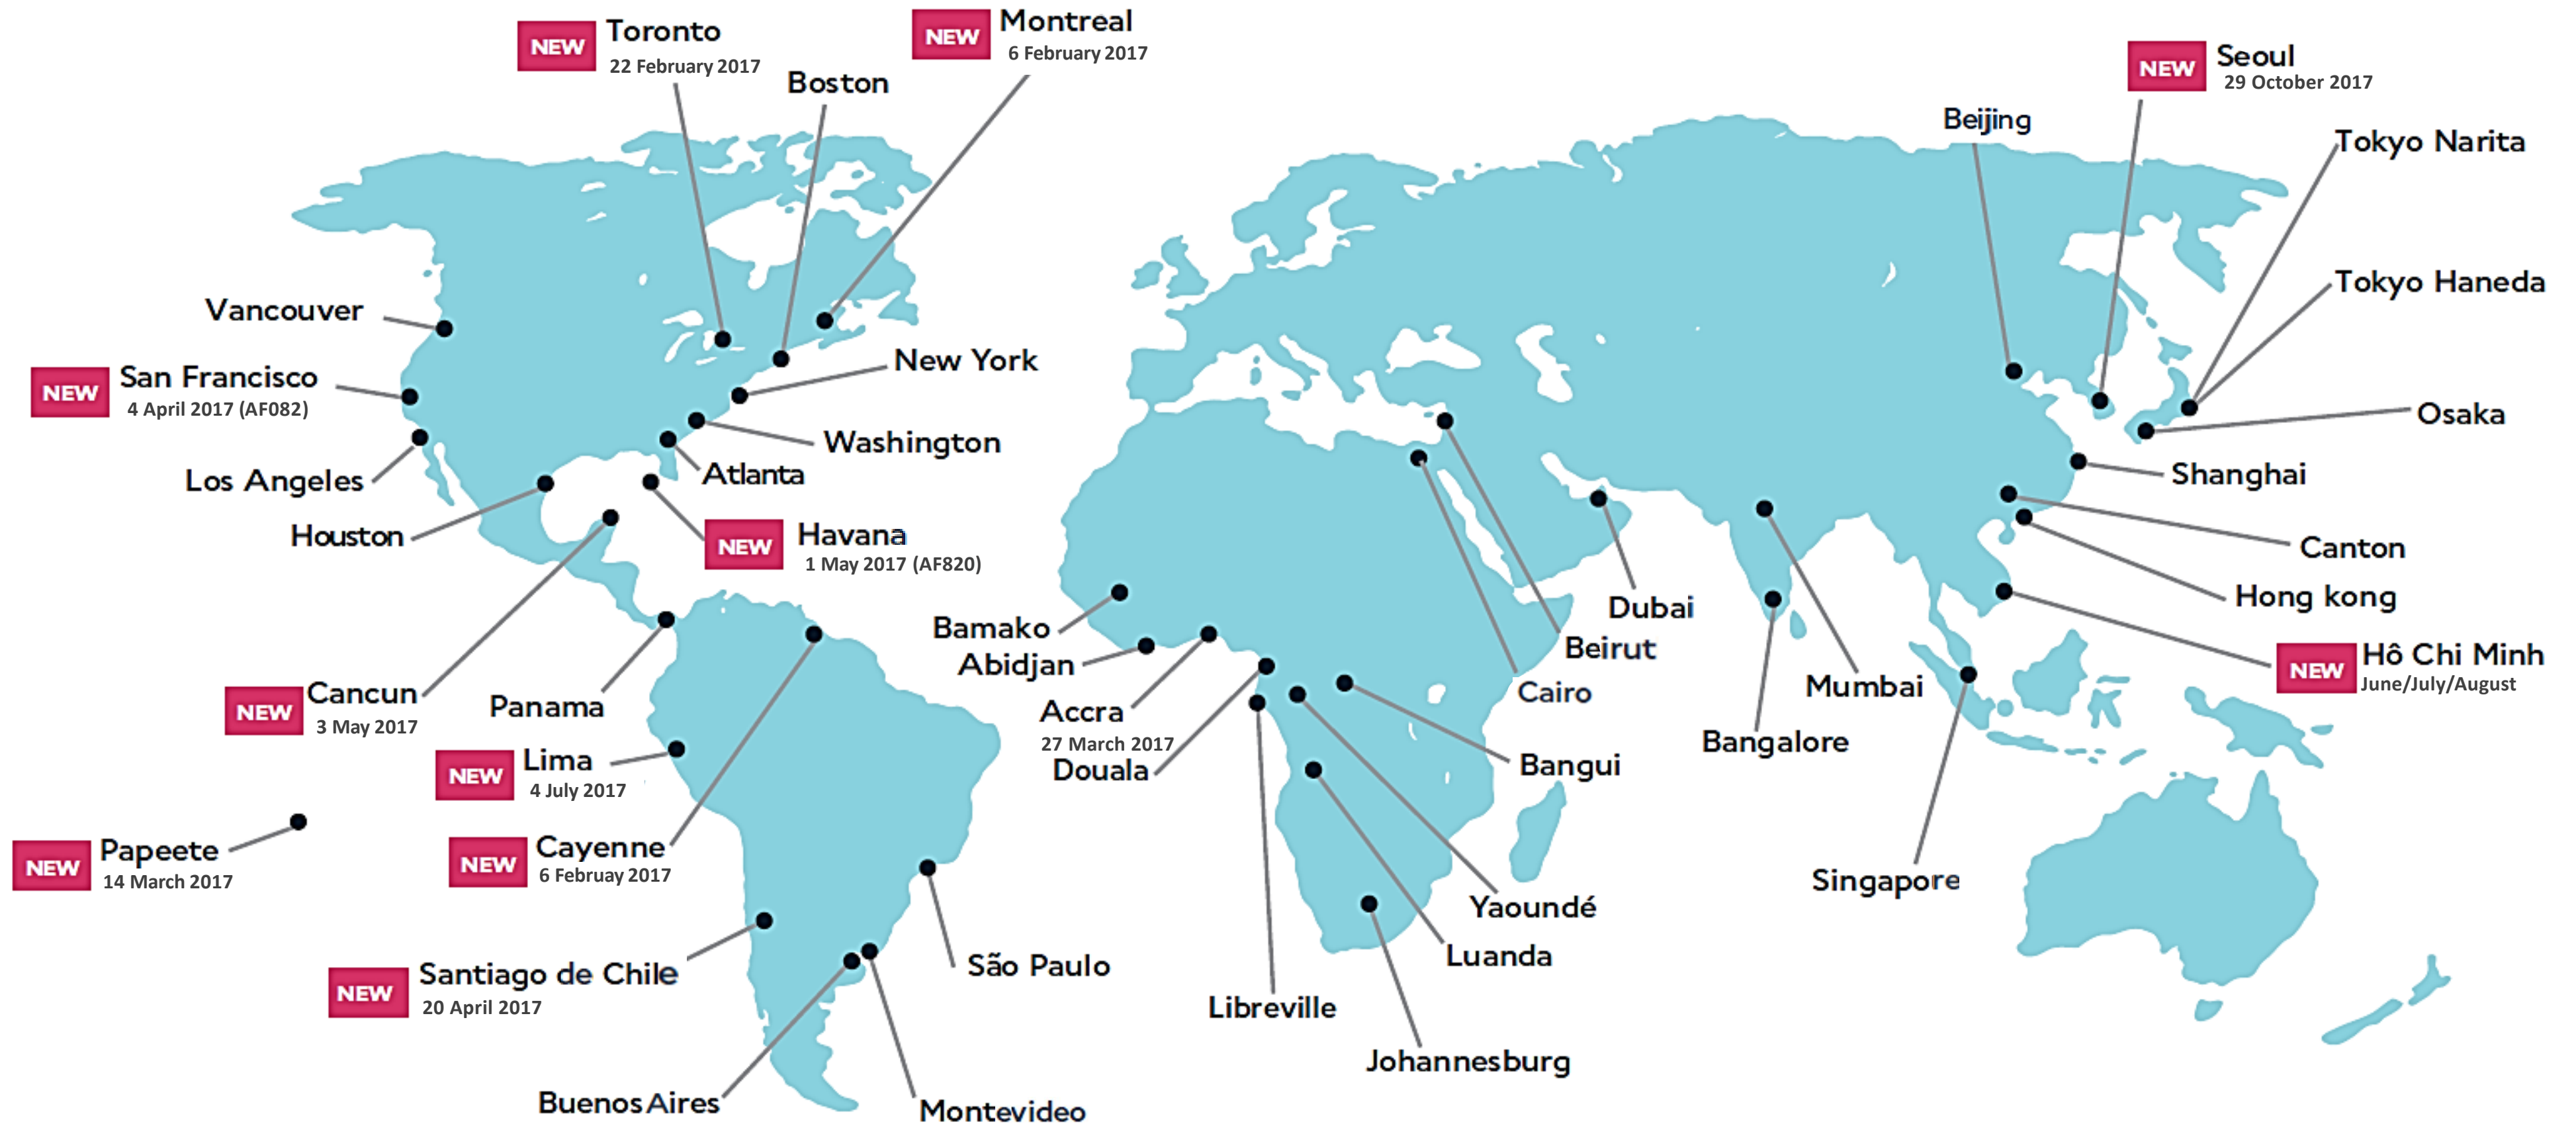 NEW
Toronto
22 February 2017
NEW
Montreal
6 February 2017
Boston
NEW
Seoul
29 October 2017
Beijing
Tokyo Narita
Tokyo Haneda
Vancouver
New York
NEW
San Francisco
4 April 2017 (AF082)
Osaka
Washington
Los Angeles
Atlanta
Shanghai
Houston
NEW
Havana
1 May 2017 (AF820)
Canton
Hong kong
Dubai
Bamako
Beirut
Abidjan
NEW
Hô Chi Minh
June/July/August
NEW
Cancun
3 May 2017
Panama
Cairo
Mumbai
Accra
27 March 2017
Douala
Bangalore
NEW
Lima
4 July 2017
Bangui
NEW
Papeete
14 March 2017
NEW
Cayenne
6 Februay 2017
Singapore
Yaoundé
Luanda
NEW
Santiago de Chile
20 April 2017
São Paulo
Libreville
Johannesburg
Buenos Aires
Montevideo